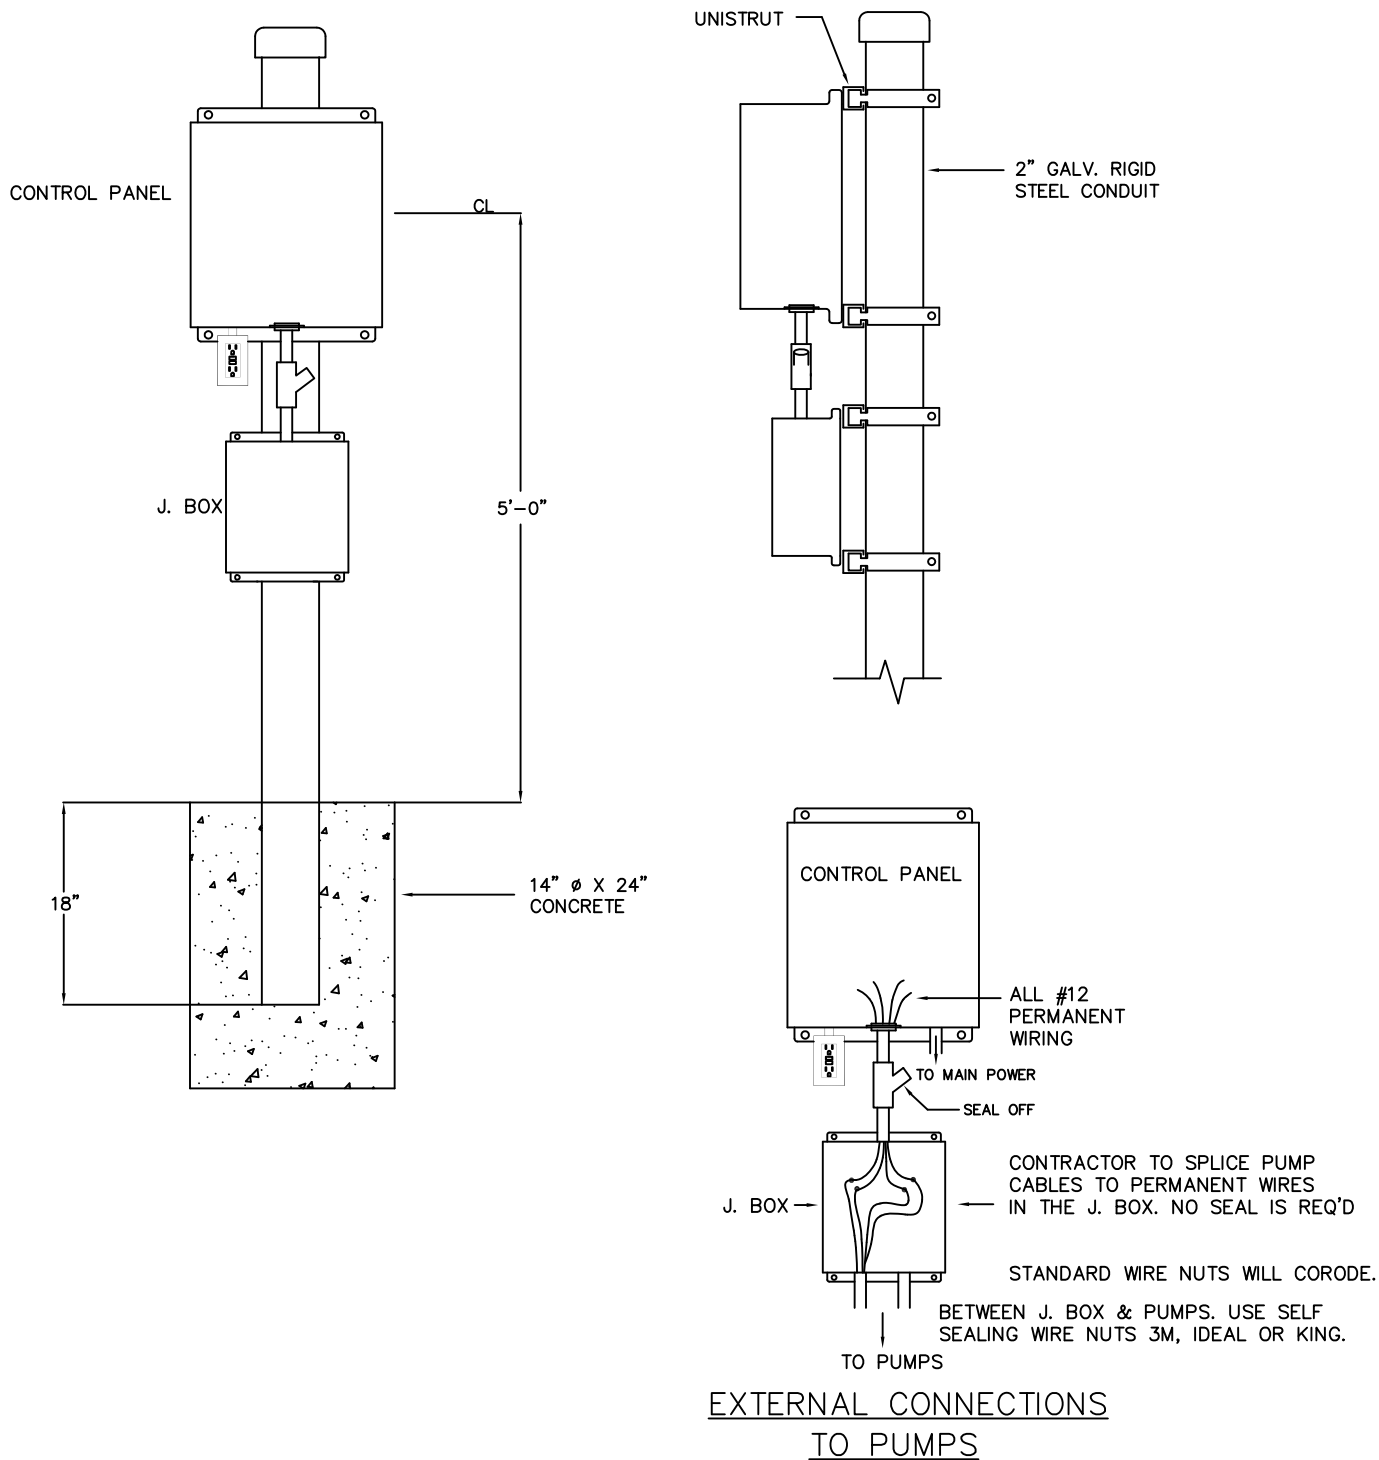 UNISTRUT
2" GALV. RIGID
STEEL CONDUIT
CONTROL PANEL
CL
J. BOX
5'-0"
18"
14" ø X 24"
CONCRETE
CONTROL PANEL
ALL #12
PERMANENT
WIRING
TO MAIN POWER
SEAL OFF
CONTRACTOR TO SPLICE PUMP
CABLES TO PERMANENT WIRES
IN THE J. BOX. NO SEAL IS REQ'D
J. BOX
STANDARD WIRE NUTS WILL CORODE.
BETWEEN J. BOX & PUMPS. USE SELF
SEALING WIRE NUTS 3M, IDEAL OR KING.
TO PUMPS
EXTERNAL CONNECTIONS
TO PUMPS